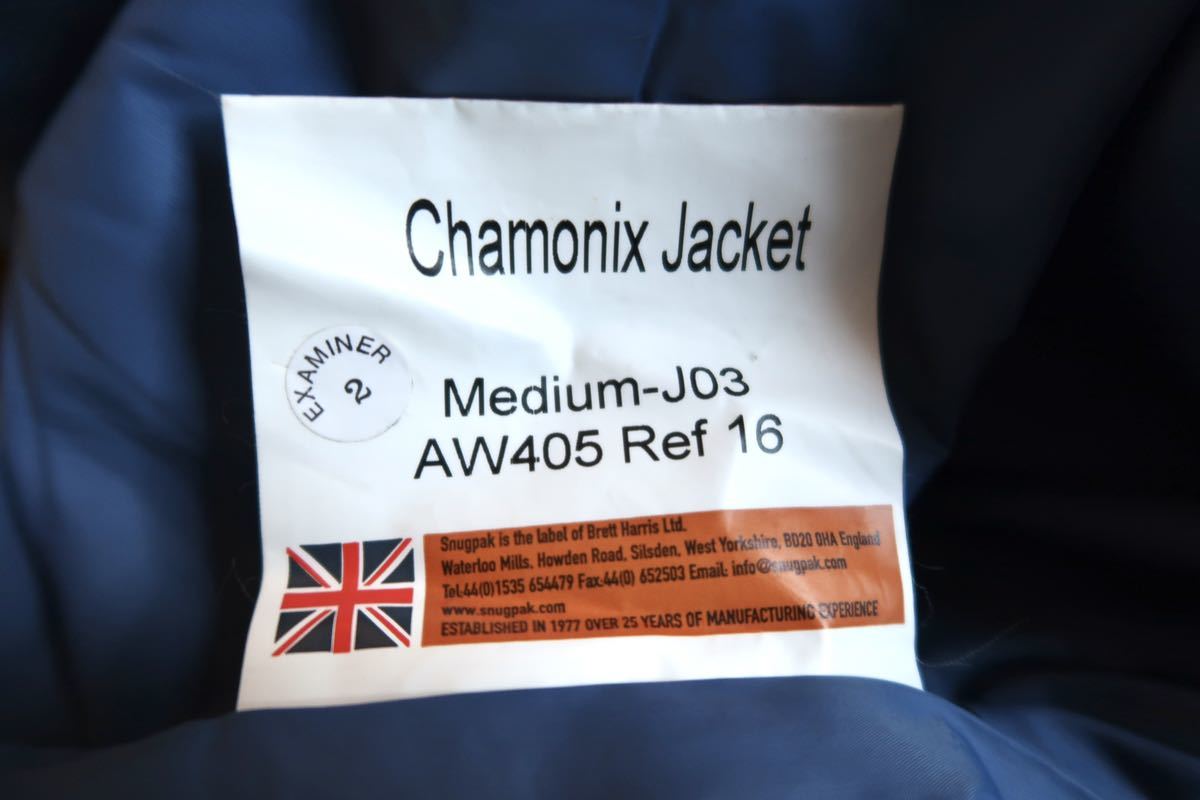 Chamonix Jacket
EXAMINER
2
Medium-J03
AW405 Ref 16
Snugpak is the label of Brett Harris Ltd.
Waterloo Mills, Howden Road, Silsden, West Yorkshire, BD20 0HA England
Tel:44(0)1535 654479 Fax:44(0) 652503 Email: info@snugpak.com
www.snugpak.com
ESTABLISHED IN 1977 OVER 25 YEARS OF MANUFACTURING EXPERIENCE